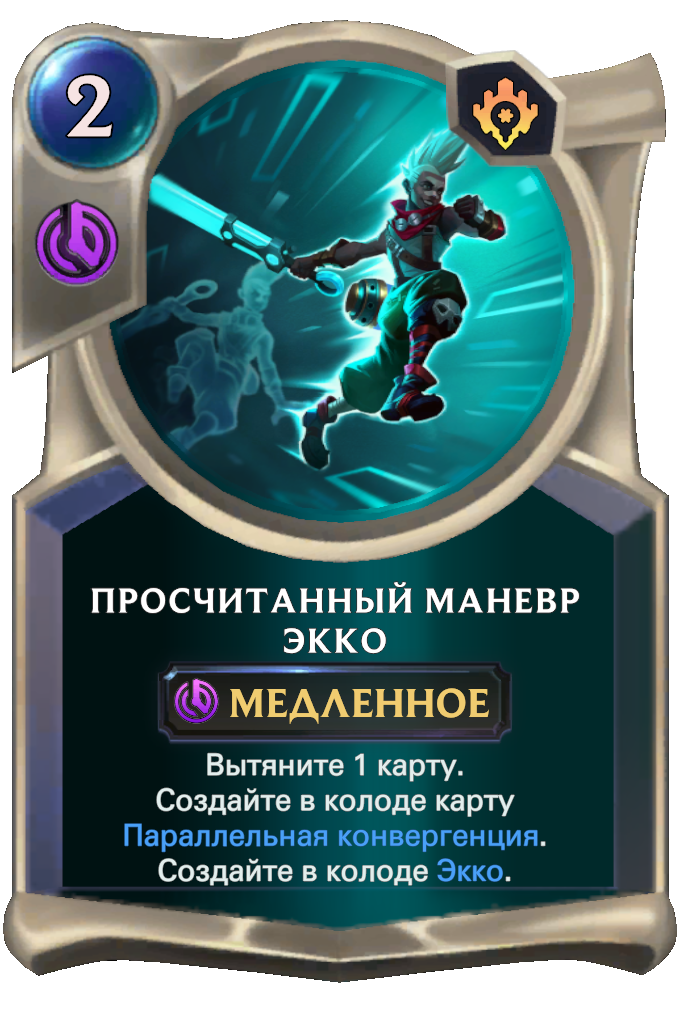 2
ПРОСЧИТАННЫЙ МАНЕВР
ЭККО
МЕДЛЕННОЕ
Вытяните 1 карту.
Создайте в колоде карту
Параллельная конвергенция.
Создайте в колоде Экко.